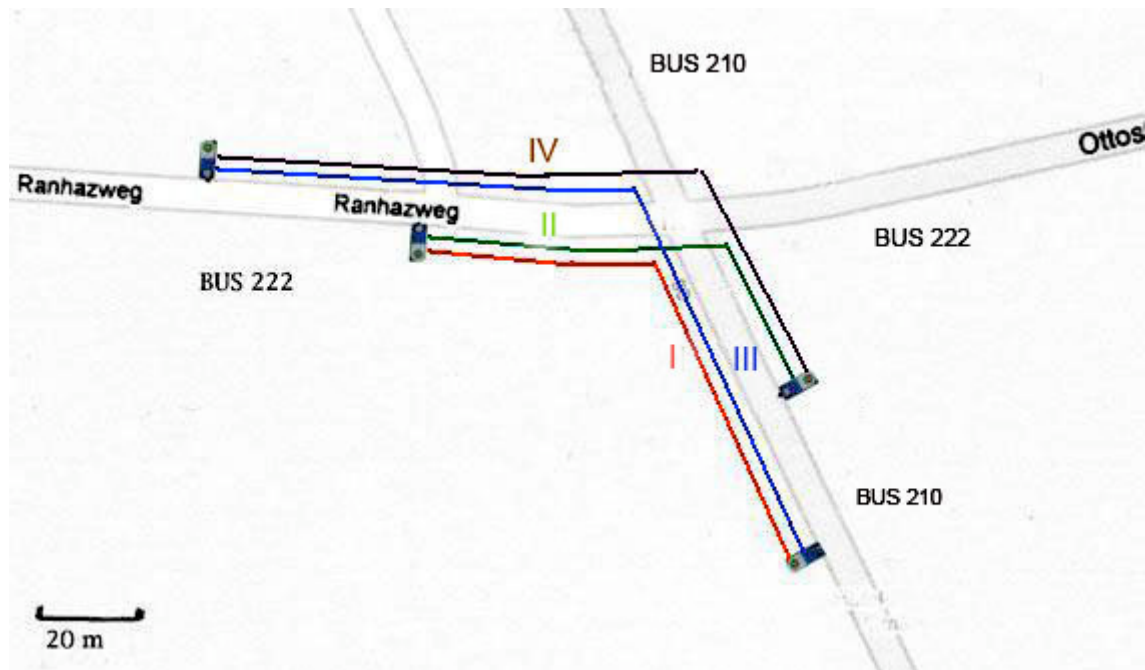 BUS 210
IV
Ottos
Ranhazweg
Ranhazweg
II
BUS 222
BUS 222
I
III
BUS 210
20 m